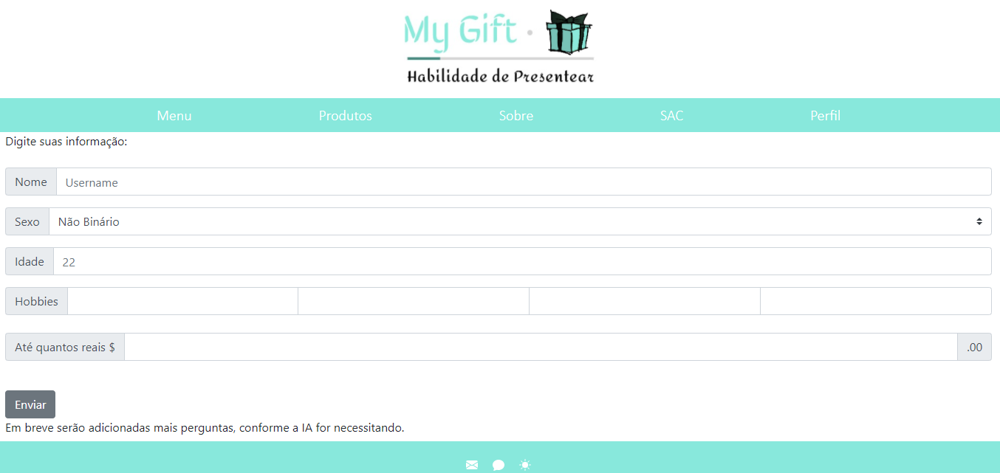 My Gift
Habilidade de Presentear
Menu Produtos Sobre SAC Perfil
Digite suas informação:
Nome Username
Sexo Não Binário
Idade 22
Hobbies
Até quantos reais $ .00
Enviar
Em breve serão adicionadas mais perguntas, conforme a IA for necessitando.